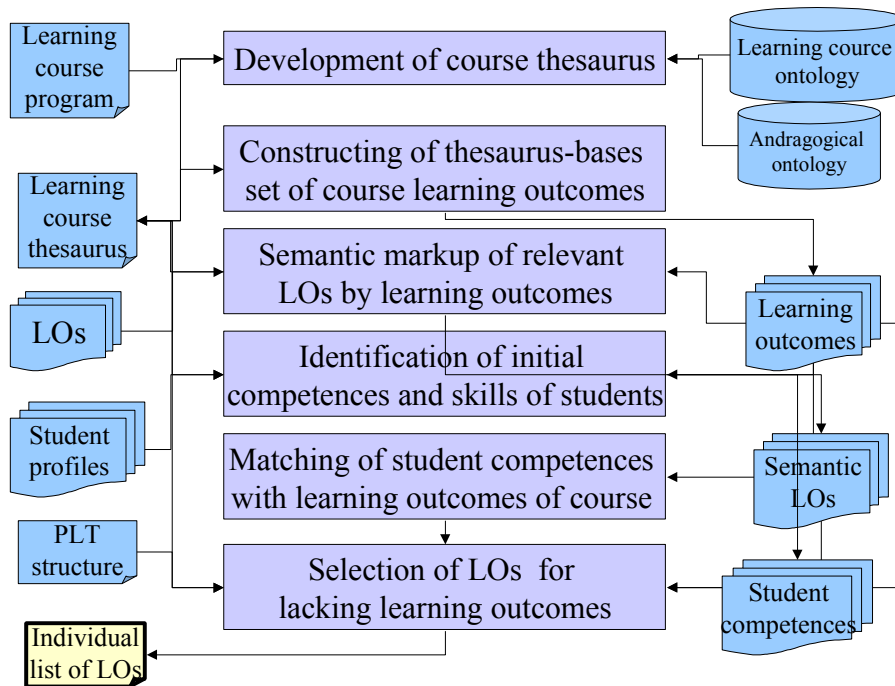 Learning
course
program
Development of course thesaurus
Learning cource
ontology
Andragogical
ontology
Constructing of thesaurus-bases
set of course learning outcomes
Learning
course
thesaurus
Semantic markup of relevant
LOs by learning outcomes
Learning
outcomes
LOs
Identification of initial
competences and skills of students
Student
profiles
Matching of student competences
with learning outcomes of course
Semantic
LOs
PLT
structure
Selection of LOs for
lacking learning outcomes
Student
competences
Individual
list of LOs